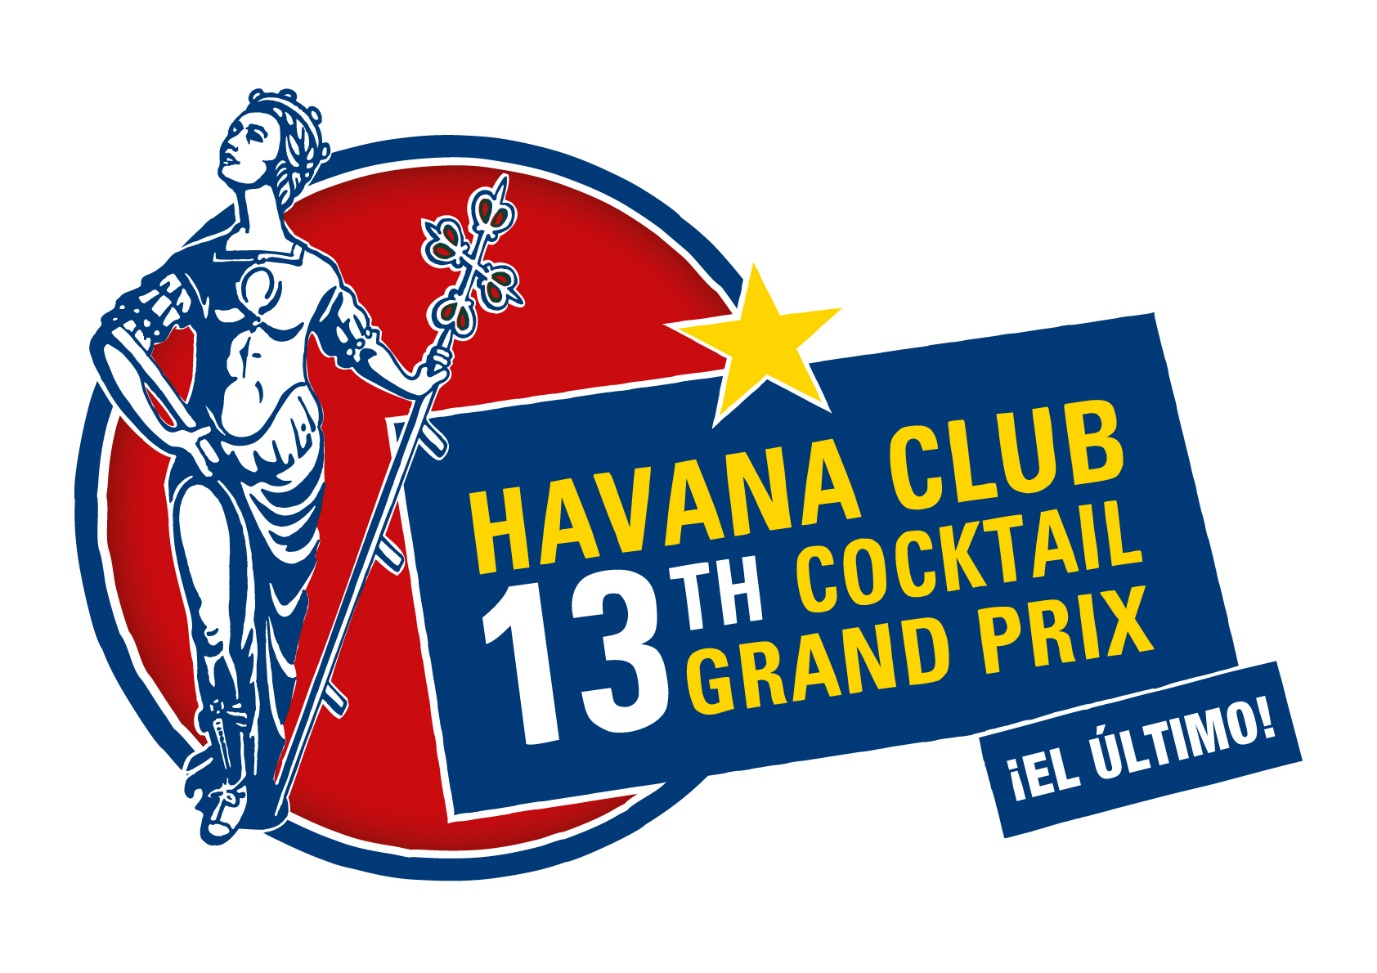 HAVANA CLUB
13TH COCKTAIL
GRAND PRIX
¡EL ÚLTIMO!